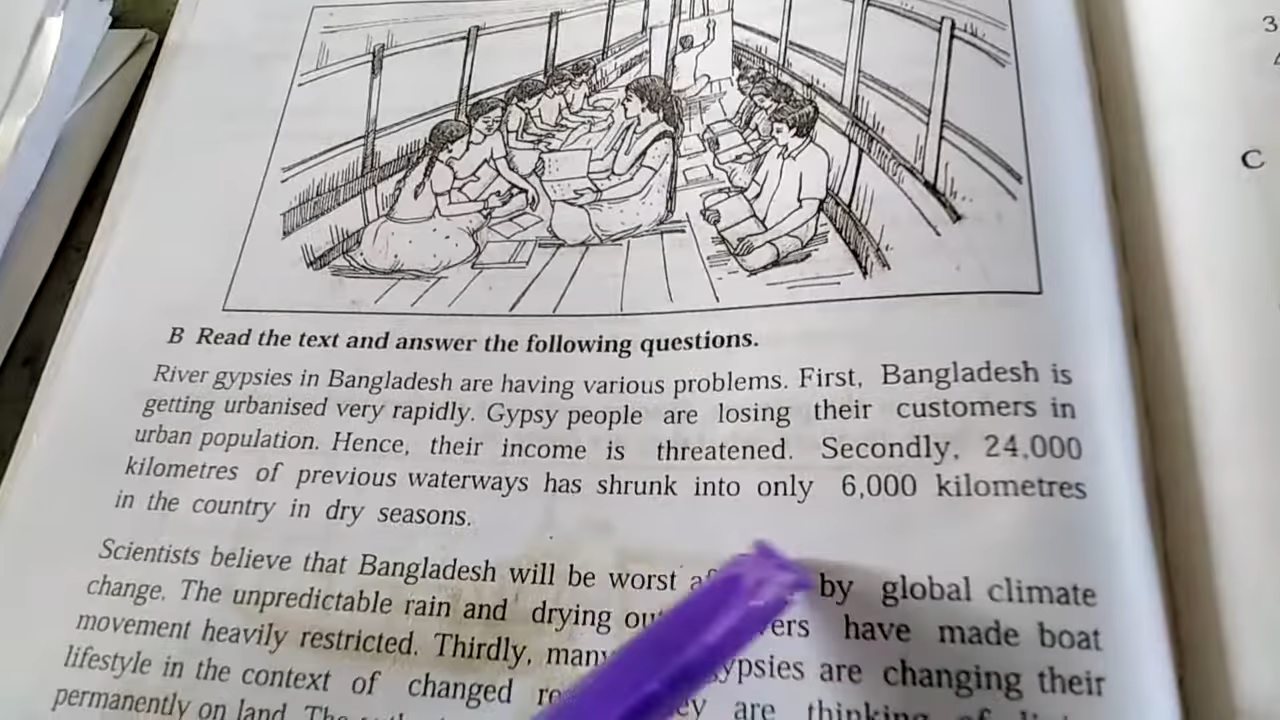 B Read the text and answer the following questions.
River gypsies in Bangladesh are having various problems. First, Bangladesh is
getting urbanised very rapidly. Gypsy people are losing their customers in
urban population. Hence, their income is threatened. Secondly, 24,000
kilometres of previous waterways has shrunk into only 6,000 kilometres
in the country in dry seasons.
Scientists believe that Bangladesh will be worst by global climate
change. The unpredictable rain and drying have made boat
movement heavily restricted. Thirdly, many gypsies are changing their
lifestyle in the context of changed
permanently on land. are thinking of
3
C